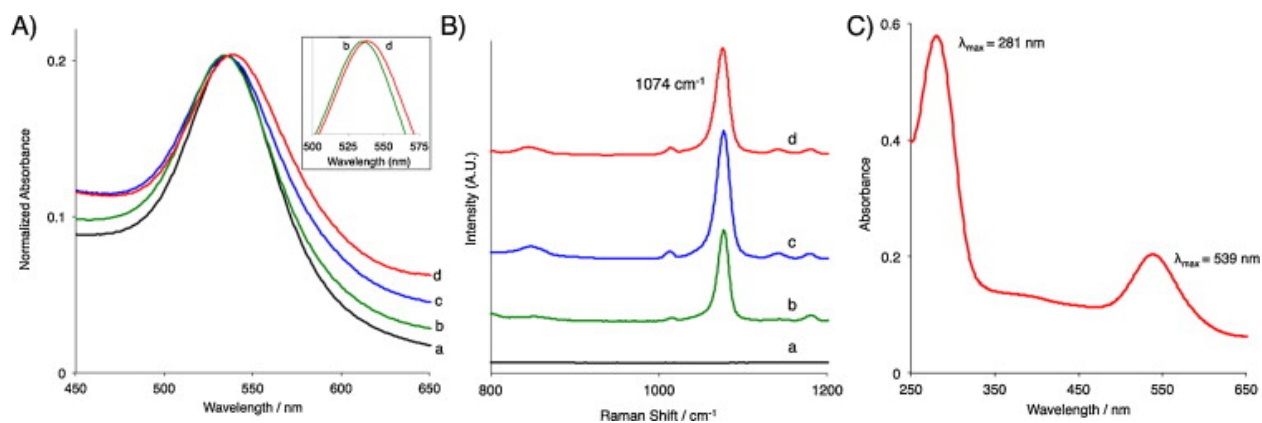 A)
Normalized Absorbance
0.2
0.1
0
450 500 550 600 650
Wavelength / nm
d
c
b
a
b d
500 525 550 575
Wavelength (nm)
B)
Intensity (A.U.)
1074 cm⁻¹
d
c
b
a
800 1000 1200
Raman Shift / cm⁻¹
C)
Absorbance
0.6
0.4
0.2
0.0
250 350 450 550 650
Wavelength / nm
λmax = 281 nm
λmax = 539 nm